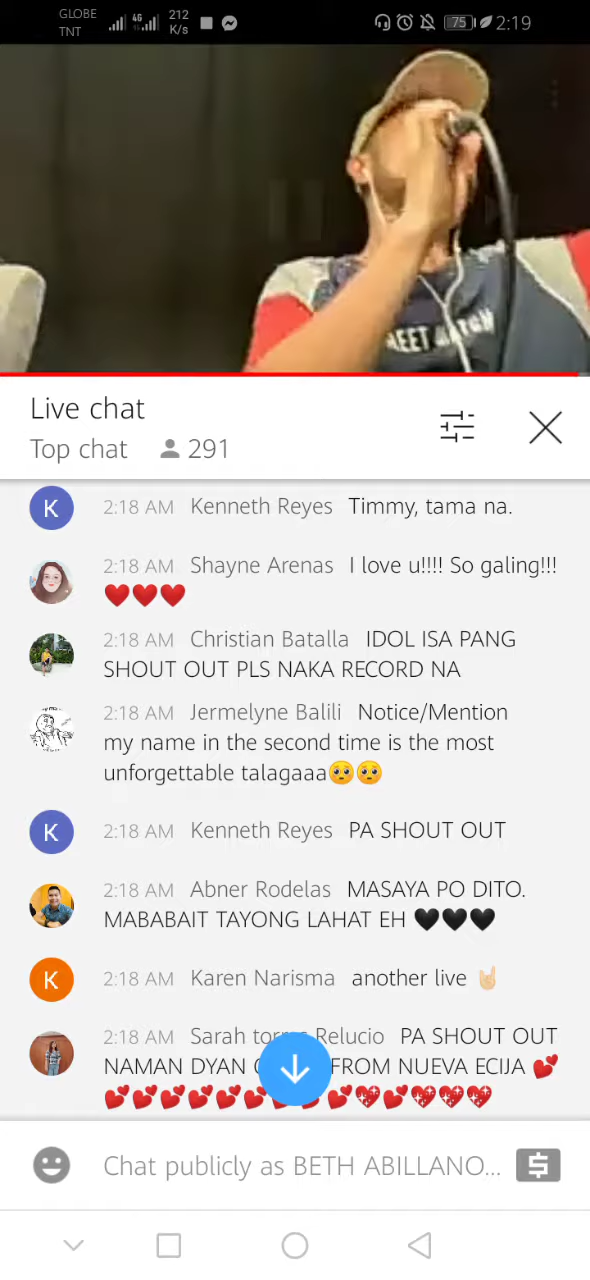 GLOBE
TNT
4G
212
K/s
75
2:19
Live chat
Top chat 291
K 2:18 AM Kenneth Reyes Timmy, tama na.
2:18 AM Shayne Arenas I love u!!!! So galing!!!
❤️❤️❤️
2:18 AM Christian Batalla IDOL ISA PANG
SHOUT OUT PLS NAKA RECORD NA
2:18 AM Jermelyne Balili Notice/Mention
my name in the second time is the most
unforgettable talagaaa🥺🥺
K 2:18 AM Kenneth Reyes PA SHOUT OUT
2:18 AM Abner Rodelas MASAYA PO DITO.
MABABAIT TAYONG LAHAT EH 🖤🖤🖤
K 2:18 AM Karen Narisma another live 🤘🏻
2:18 AM Sarah torres Relucio PA SHOUT OUT
NAMAN DYAN FROM NUEVA ECIJA 💕
💕💕💕💕💕💕💕💕💕💖💕💖💖💖
Chat publicly as BETH ABILLANO...